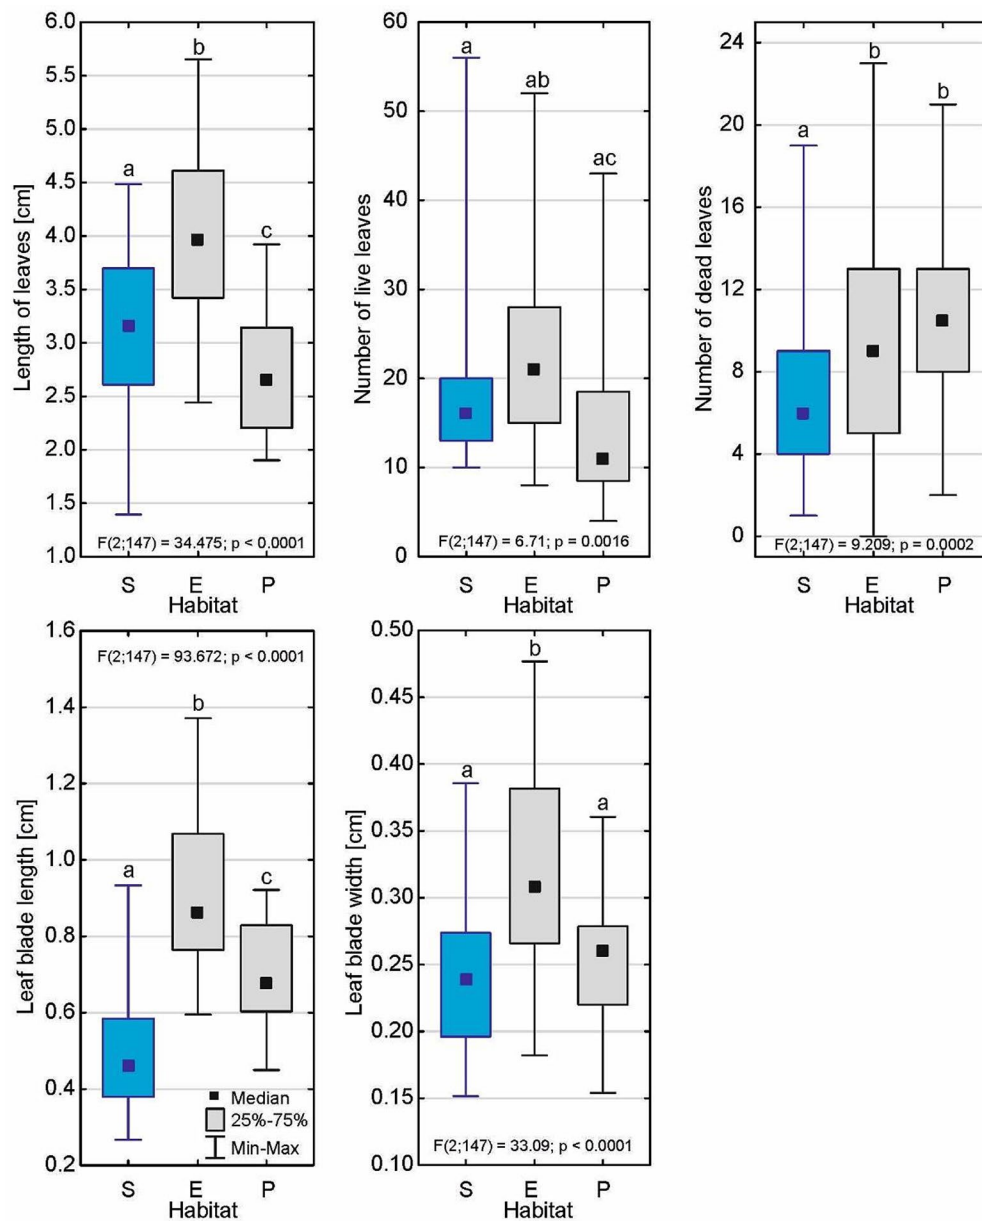 Length of leaves [cm]
6.0
5.5
5.0
4.5
4.0
3.5
3.0
2.5
2.0
1.5
1.0
a
b
c
F(2;147) = 34.475; p < 0.0001
S E P
Habitat
Number of live leaves
60
50
40
30
20
10
0
a
ab
ac
F(2;147) = 6.71; p = 0.0016
S E P
Habitat
Number of dead leaves
24
20
16
12
8
4
0
a
b
b
F(2;147) = 9.209; p = 0.0002
S E P
Habitat
Leaf blade length [cm]
1.6
1.4
1.2
1.0
0.8
0.6
0.4
0.2
F(2;147) = 93.672; p < 0.0001
a
b
c
Median
25%-75%
Min-Max
S E P
Habitat
Leaf blade width [cm]
0.50
0.45
0.40
0.35
0.30
0.25
0.20
0.15
0.10
a
b
a
F(2;147) = 33.09; p < 0.0001
S E P
Habitat